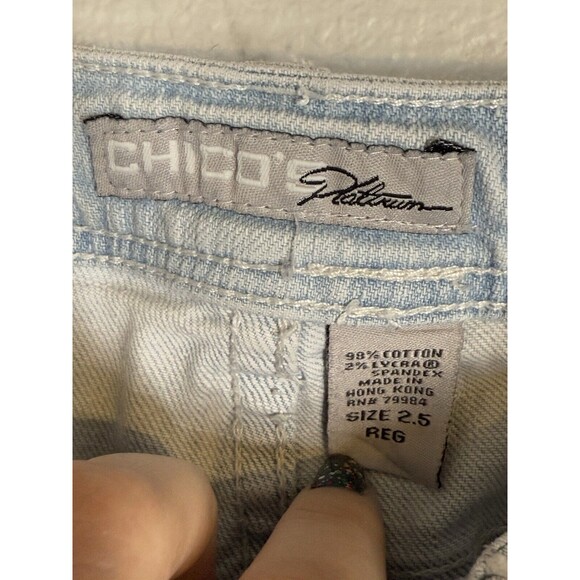 CHICO'S Platinum
98% COTTON
2% LYCRA®
SPANDEX
MADE IN
HONG KONG
RN# 79984
SIZE 2.5
REG